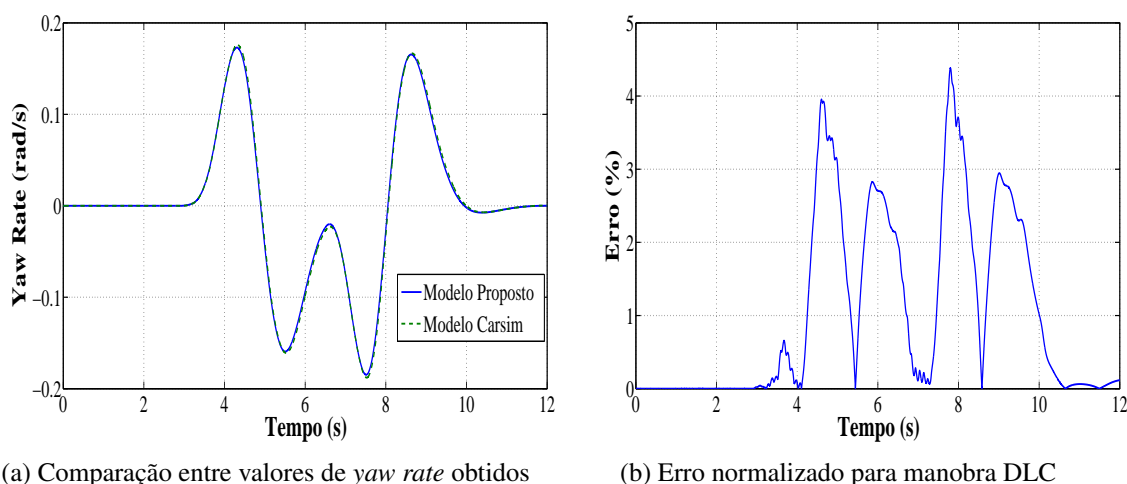 0.2
0.1
0
−0.1
−0.2
Yaw Rate (rad/s)
0 2 4 6 8 10 12
Tempo (s)
Modelo Proposto
Modelo Carsim
5
4
3
2
1
0
Erro (%)
0 2 4 6 8 10 12
Tempo (s)
(a) Comparação entre valores de yaw rate obtidos
(b) Erro normalizado para manobra DLC